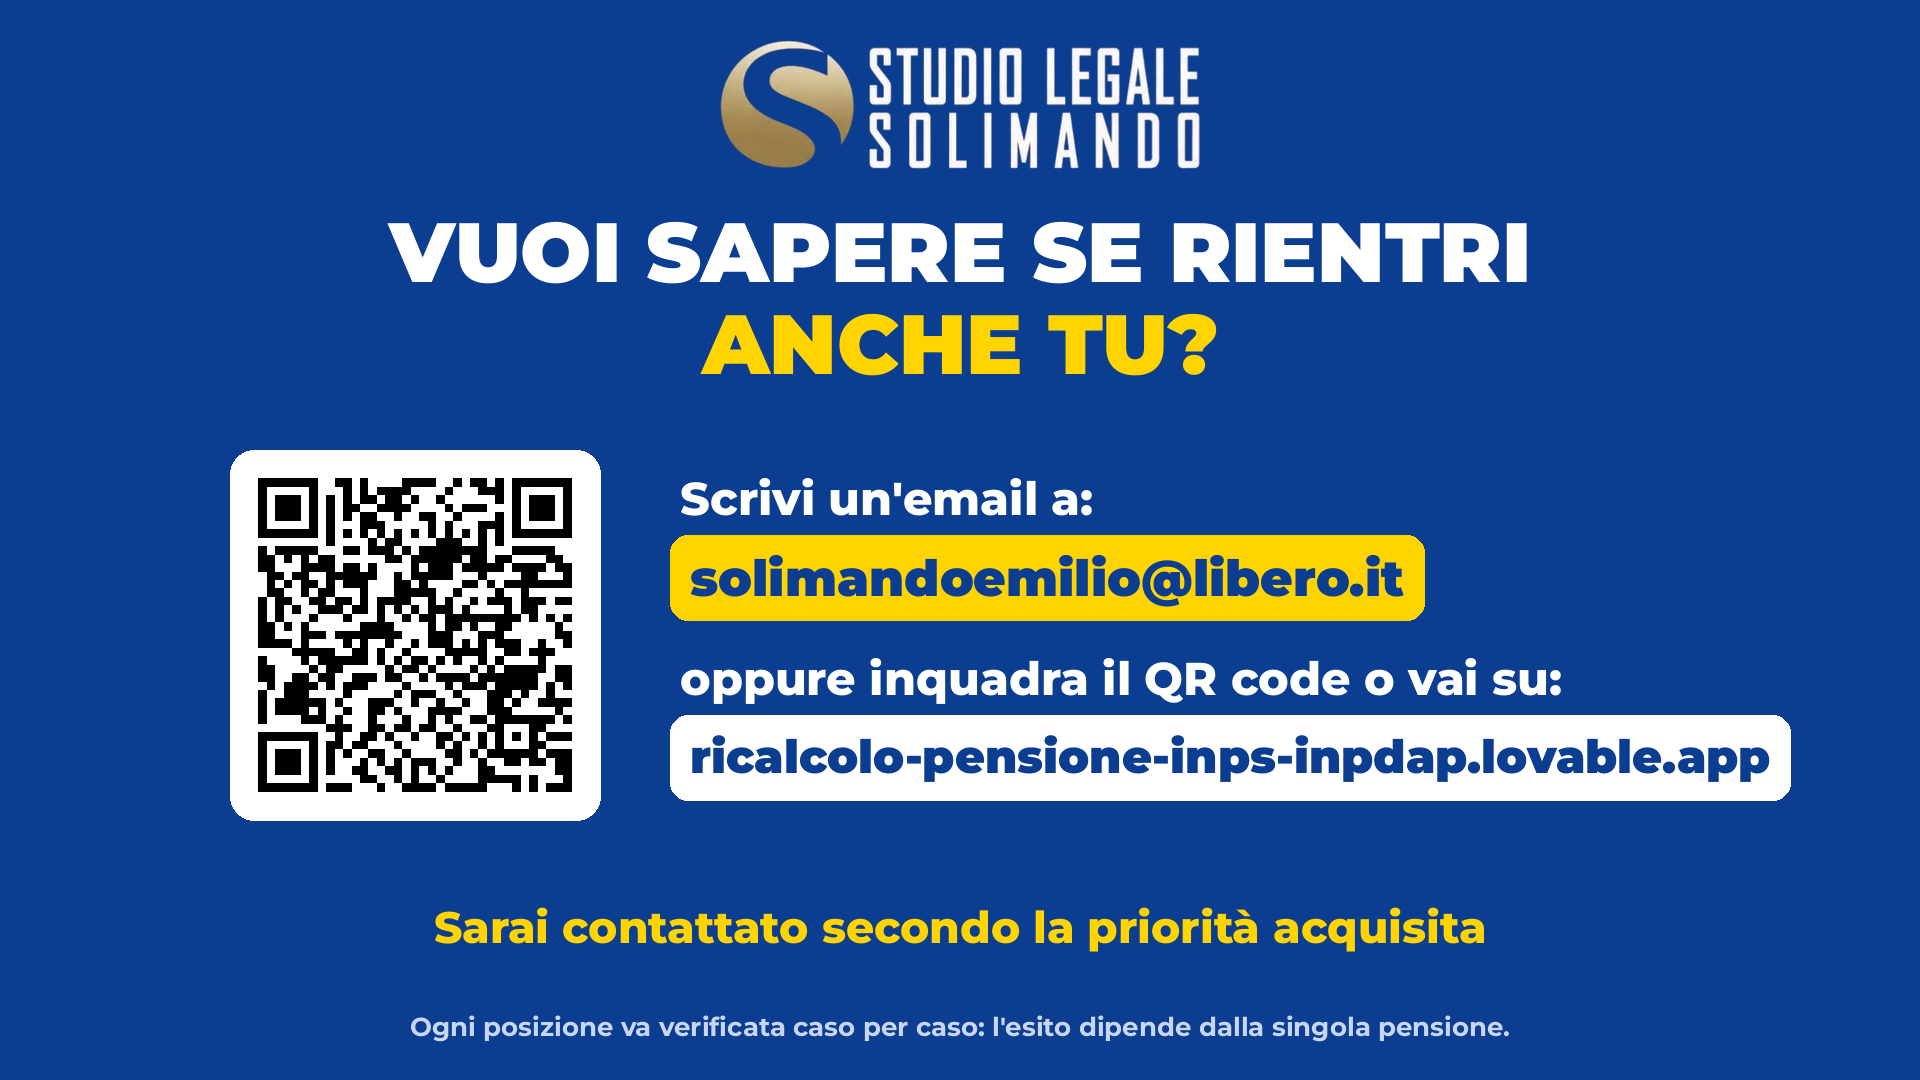 STUDIO LEGALE
SOLIMANDO
VUOI SAPERE SE RIENTRI
ANCHE TU?
Scrivi un'email a:
solimandoemilio@libero.it
oppure inquadra il QR code o vai su:
ricalcolo-pensione-inps-inpdap.lovable.app
Sarai contattato secondo la priorità acquisita
Ogni posizione va verificata caso per caso: l'esito dipende dalla singola pensione.